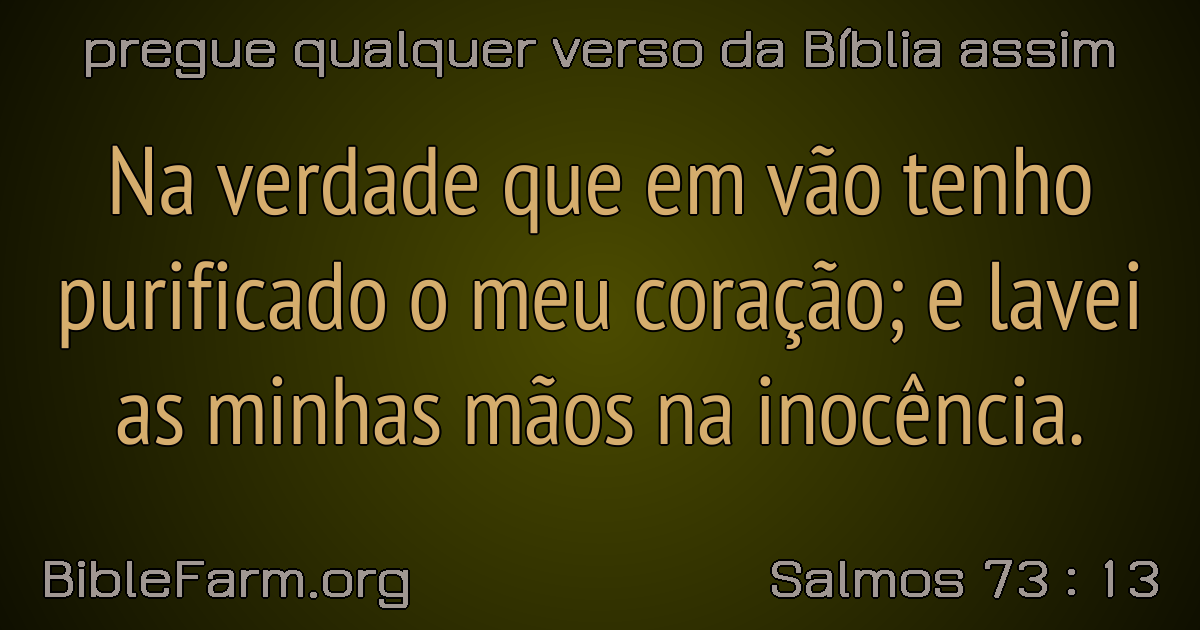 pregue qualquer verso da Bíblia assim
Na verdade que em vão tenho
purificado o meu coração; e lavei
as minhas mãos na inocência.
BibleFarm.org
Salmos 73 : 13